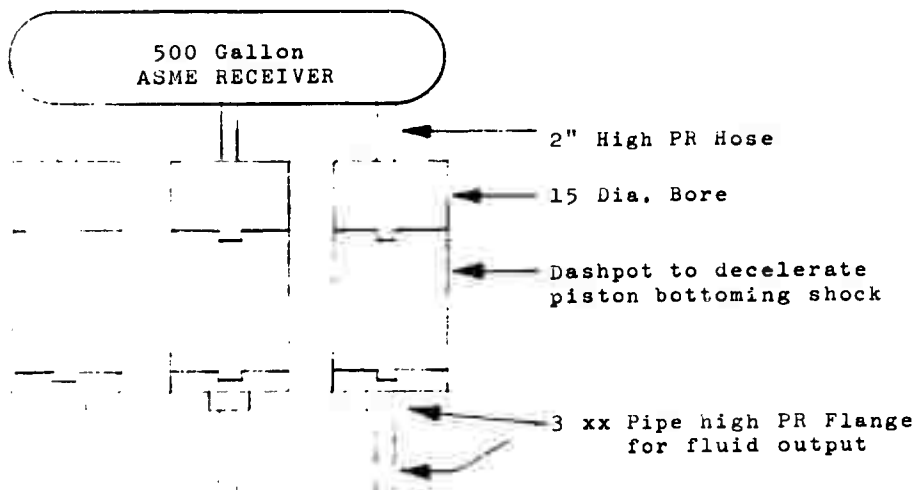 500 Gallon
ASME RECEIVER
2" High PR Hose
15 Dia. Bore
Dashpot to decelerate
piston bottoming shock
3 xx Pipe high PR Flange
for fluid output